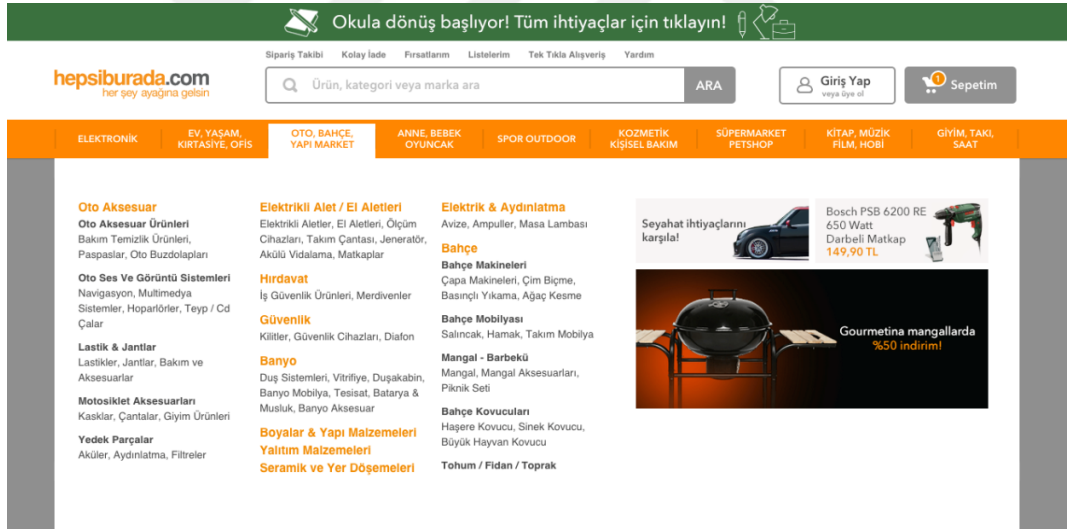 Okula dönüş başlıyor! Tüm ihtiyaçlar için tıklayın!
Sipariş Takibi Kolay İade Fırsatlarım Listelerim Tek Tıkla Alışveriş Yardım
hepsiburada.com
her şey ayağına gelsin
Ürün, kategori veya marka ara
ARA
Giriş Yap
veya üye ol
1
Sepetim
ELEKTRONİK
EV, YAŞAM,
KIRTASİYE, OFİS
OTO, BAHÇE,
YAPI MARKET
ANNE, BEBEK
OYUNCAK
SPOR OUTDOOR
KOZMETİK
KİŞİSEL BAKIM
SÜPERMARKET
PETSHOP
KİTAP, MÜZİK
FİLM, HOBİ
GİYİM, TAKI,
SAAT
Oto Aksesuar
Oto Aksesuar Ürünleri
Bakım Temizlik Ürünleri,
Paspaslar, Oto Buzdolapları
Oto Ses Ve Görüntü Sistemleri
Navigasyon, Multimedya
Sistemler, Hoparlörler, Teyp / Cd
Çalar
Lastik & Jantlar
Lastikler, Jantlar, Bakım ve
Aksesuarlar
Motosiklet Aksesuarları
Kasklar, Çantalar, Giyim Ürünleri
Yedek Parçalar
Aküler, Aydınlatma, Filtreler
Elektrikli Alet / El Aletleri
Elektrikli Aletler, El Aletleri, Ölçüm
Cihazları, Takım Çantası, Jeneratör,
Akülü Vidalama, Matkaplar
Hırdavat
İş Güvenlik Ürünleri, Merdivenler
Güvenlik
Kilitler, Güvenlik Cihazları, Diafon
Banyo
Duş Sistemleri, Vitrifiye, Duşakabin,
Banyo Mobilya, Tesisat, Batarya &
Musluk, Banyo Aksesuar
Boyalar & Yapı Malzemeleri
Yalıtım Malzemeleri
Seramik ve Yer Döşemeleri
Elektrik & Aydınlatma
Avize, Ampuller, Masa Lambası
Bahçe
Bahçe Makineleri
Çapa Makineleri, Çim Biçme,
Basınçlı Yıkama, Ağaç Kesme
Bahçe Mobilyası
Salıncak, Hamak, Takım Mobilya
Mangal - Barbekü
Mangal, Mangal Aksesuarları,
Piknik Seti
Bahçe Kovucuları
Haşere Kovucu, Sinek Kovucu,
Büyük Hayvan Kovucu
Tohum / Fidan / Toprak
Seyahat ihtiyaçlarını
karşıla!
Bosch PSB 6200 RE
650 Watt
Darbeli Matkap
149,90 TL
Gourmetina mangallarda
%50 indirim!